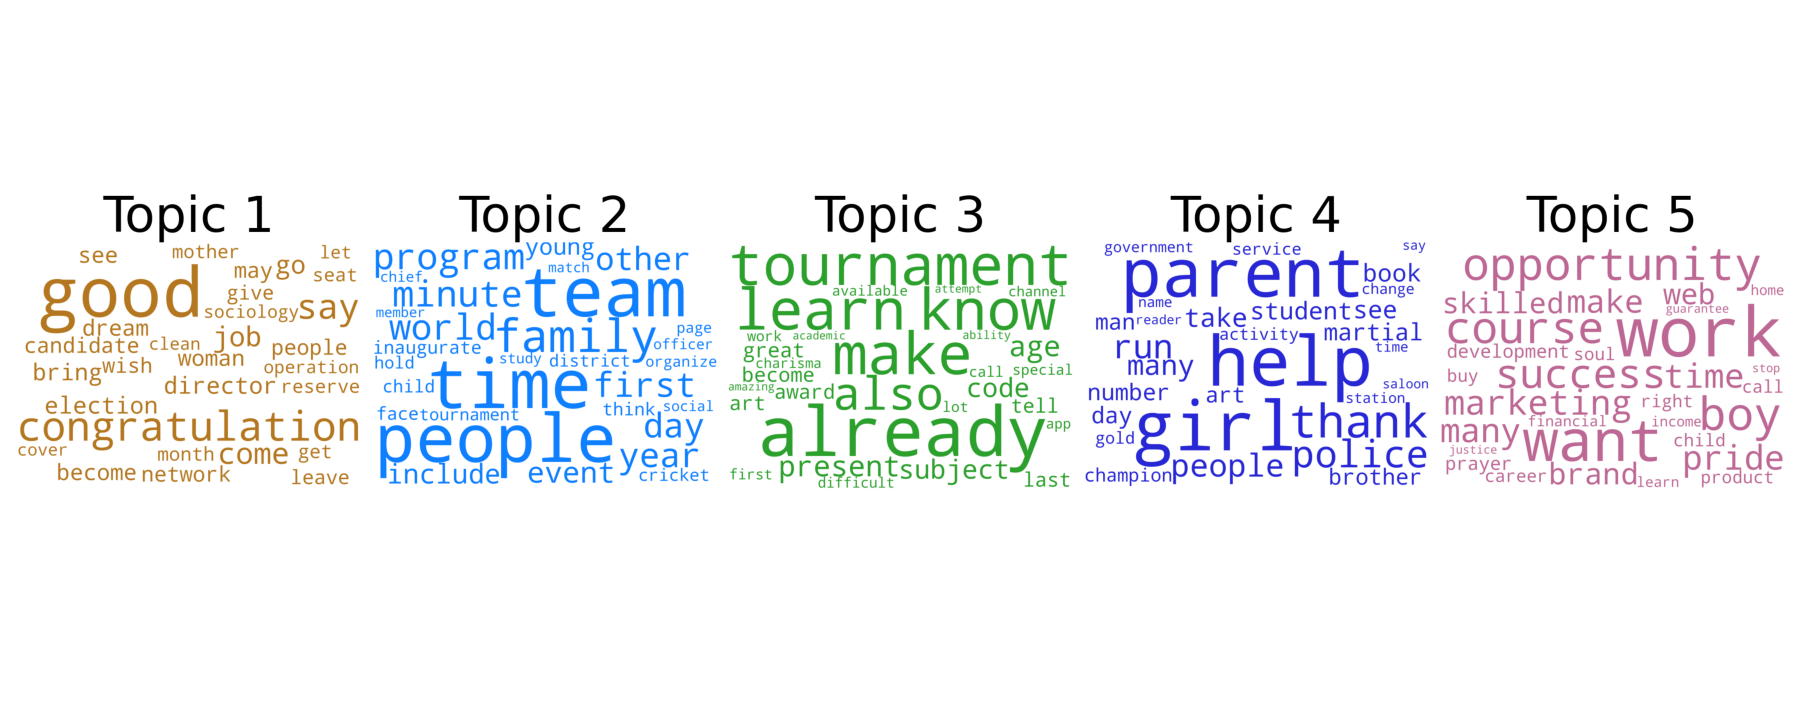 Topic 1
see mother let
good may go seat
give
sociology say
dream
candidate clean job people
woman operation
bring wish
director reserve
election
congratulation
cover month come get
become network leave
Topic 2
program young other
chief match
minute team
member
world family page
inaugurate officer
hold study district organize
child time first
think social
face tournament
people day
year
include event cricket
Topic 3
tournament
available attempt channel
learn know
work academic ability
great make age
charisma call special
become
amazing award also code
art lot tell
app
already
first present subject last
difficult
Topic 4
government service say
parent book
change
name
man reader take student see
activity martial
run time
many help
number saloon
art station
day girl thank
gold
police
champion people brother
Topic 5
opportunity
home
skilled make web
guarantee
course work
development soul
stop
buy success time call
marketing right boy
financial income
many want child
justice pride
prayer
career brand learn product